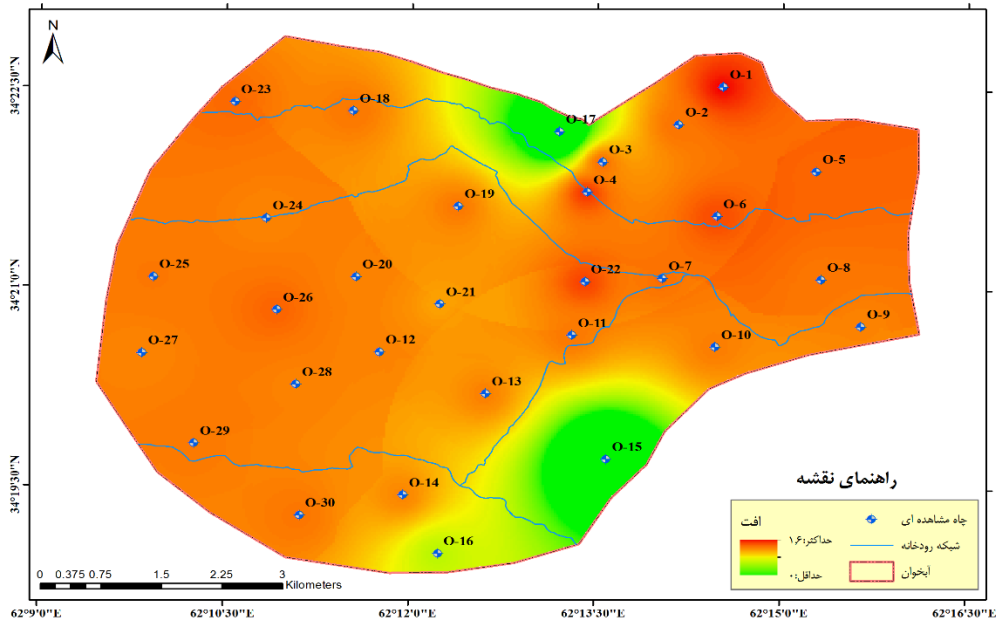 N
34°22'30"N
34°21'0"N
34°19'30"N
O-1
O-23
O-18
O-2
O-17
O-3
O-5
O-4
O-19
O-24
O-6
O-25
O-20
O-22
O-7
O-8
O-21
O-26
O-9
O-11
O-27
O-12
O-10
O-28
O-13
O-29
O-15
O-14
O-30
O-16
راهنمای نقشه
چاه مشاهده ای
شبکه رودخانه
آبخوان
افت
حداکثر:۱٫۶
حداقل:۰
0 0.375 0.75 1.5 2.25 3
Kilometers
62°9'0"E 62°10'30"E 62°12'0"E 62°13'30"E 62°15'0"E 62°16'30"E